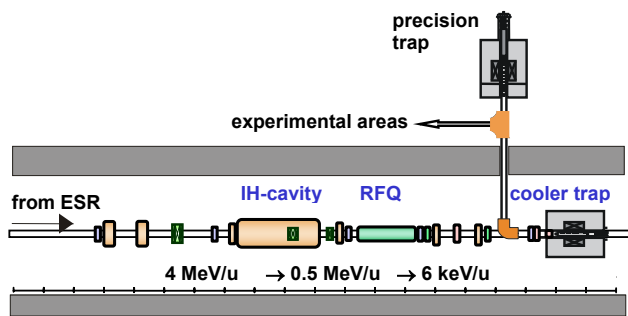 precision
trap
experimental areas
IH-cavity RFQ
cooler trap
from ESR
4 MeV/u → 0.5 MeV/u → 6 keV/u